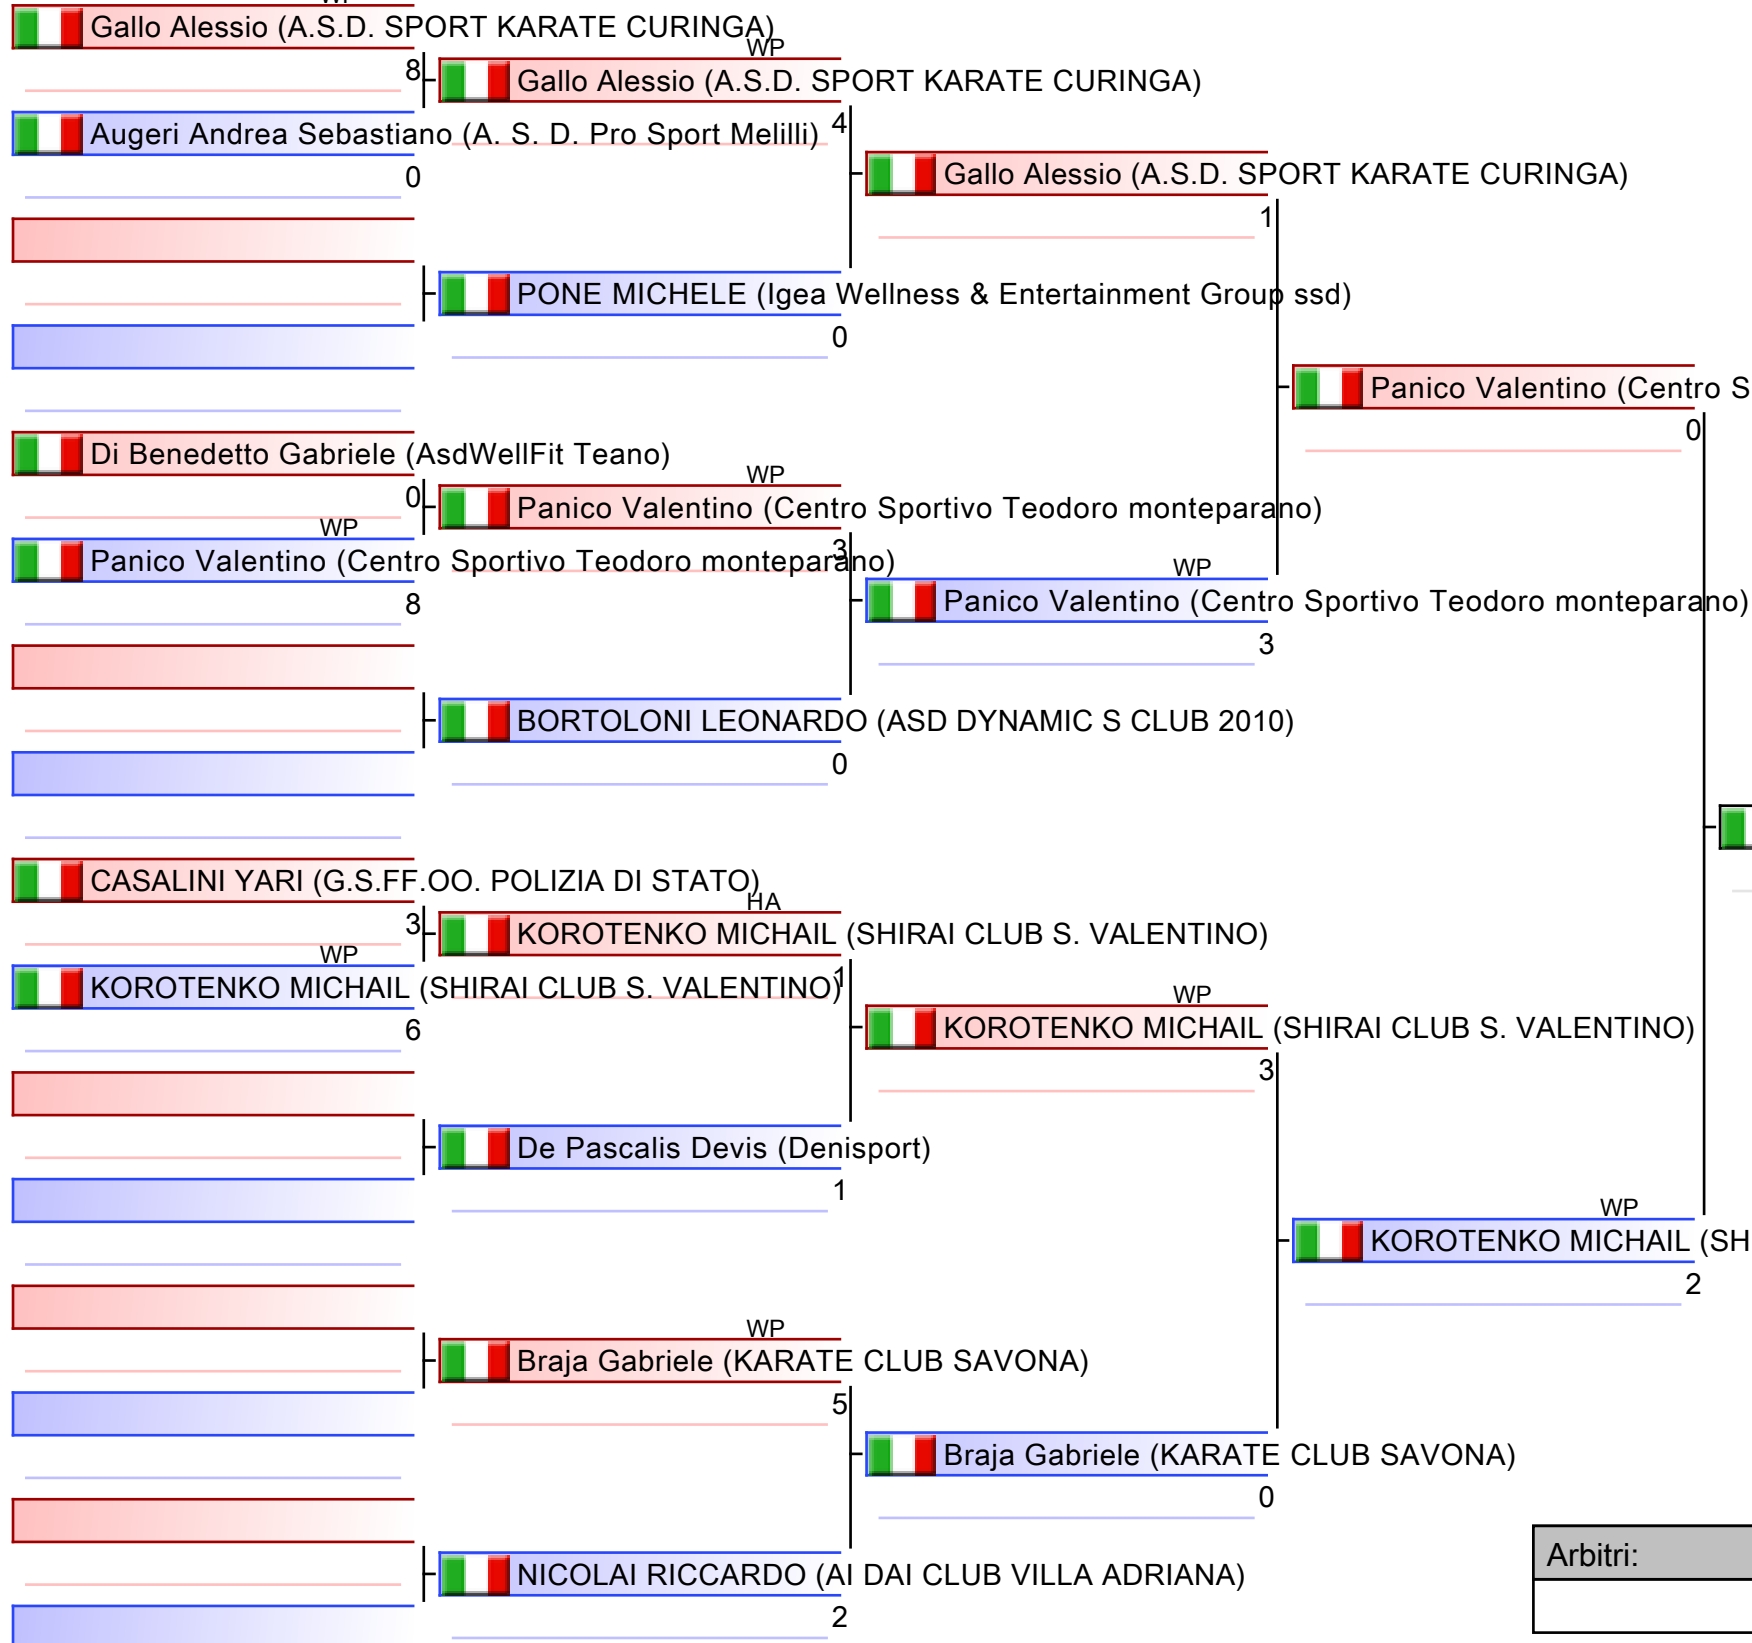 Gallo Alessio (A.S.D. SPORT KARATE CURINGA)
8
Augeri Andrea Sebastiano (A. S. D. Pro Sport Melilli)
0
Di Benedetto Gabriele (AsdWellFit Teano)
0
WP
Panico Valentino (Centro Sportivo Teodoro monteparano)
8
CASALINI YARI (G.S.FF.OO. POLIZIA DI STATO)
3
WP
KOROTENKO MICHAIL (SHIRAI CLUB S. VALENTINO)
6
WP
Gallo Alessio (A.S.D. SPORT KARATE CURINGA)
4
PONE MICHELE (Igea Wellness & Entertainment Group ssd)
0
WP
Panico Valentino (Centro Sportivo Teodoro monteparano)
3
BORTOLONI LEONARDO (ASD DYNAMIC S CLUB 2010)
0
HA
KOROTENKO MICHAIL (SHIRAI CLUB S. VALENTINO)
1
De Pascalis Devis (Denisport)
1
WP
Braja Gabriele (KARATE CLUB SAVONA)
5
NICOLAI RICCARDO (AI DAI CLUB VILLA ADRIANA)
2
Gallo Alessio (A.S.D. SPORT KARATE CURINGA)
1
WP
Panico Valentino (Centro Sportivo Teodoro monteparano)
3
WP
KOROTENKO MICHAIL (SHIRAI CLUB S. VALENTINO)
3
Braja Gabriele (KARATE CLUB SAVONA)
0
Panico Valentino (Centro S
0
WP
KOROTENKO MICHAIL (SH
2
Arbitri: